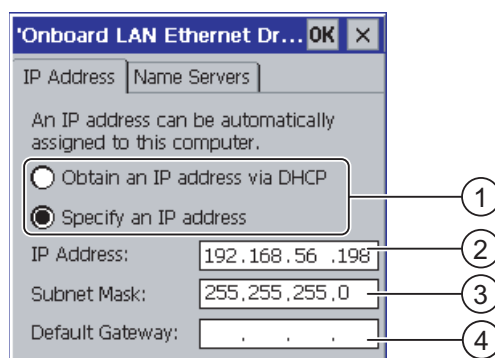 'Onboard LAN Ethernet Dr... OK ×
IP Address Name Servers
An IP address can be automatically
assigned to this computer.
Obtain an IP address via DHCP
Specify an IP address
1
IP Address: 192.168.56 .198
2
Subnet Mask: 255.255.255.0
3
Default Gateway: . . .
4